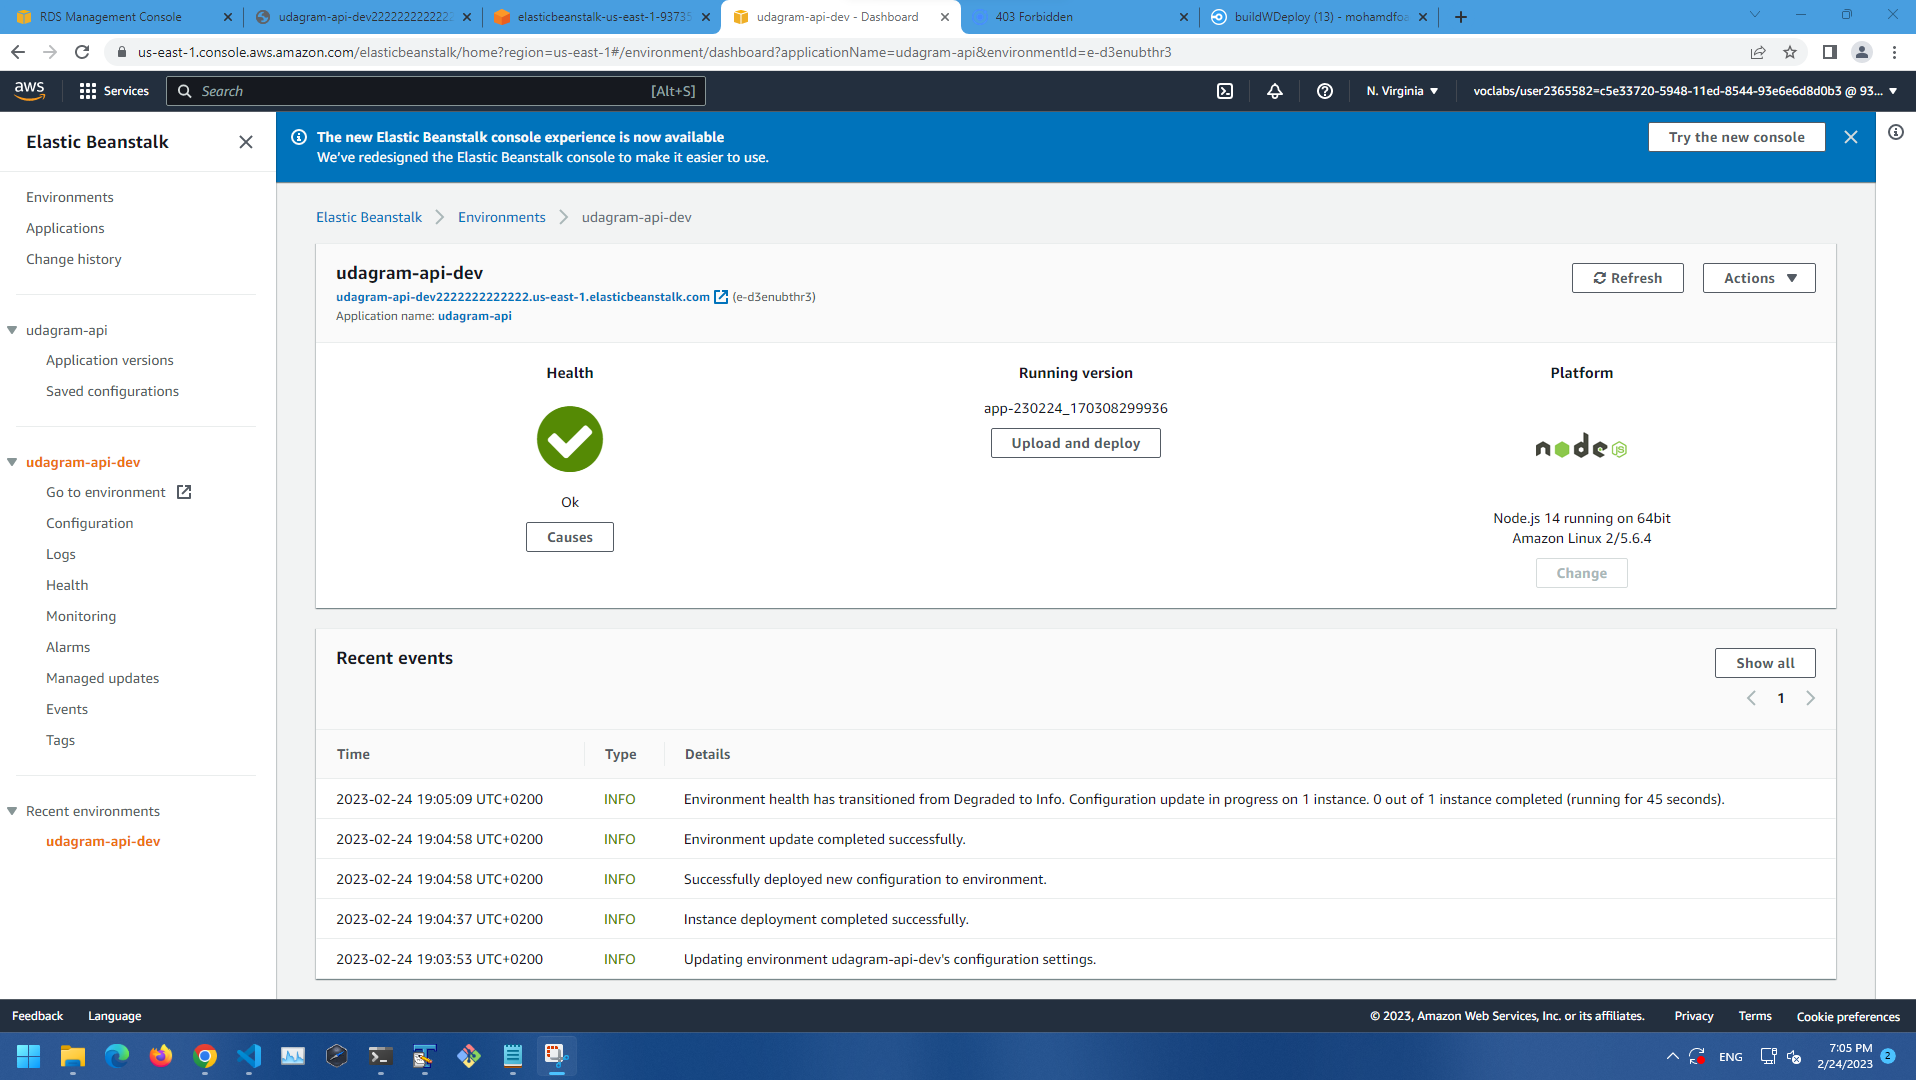 RDS Management Console
udagram-api-dev2222222222222
elasticbeanstalk-us-east-1-93735
udagram-api-dev - Dashboard
403 Forbidden
buildWDeploy (13) - mohamdfoa
us-east-1.console.aws.amazon.com/elasticbeanstalk/home?region=us-east-1#/environment/dashboard?applicationName=udagram-api&environmentId=e-d3enubthr3
aws
Services
Search
[Alt+S]
N. Virginia
voclabs/user2365582=c5e33720-5948-11ed-8544-93e6e6d8d0b3 @ 93...
Elastic Beanstalk
Environments
Applications
Change history
udagram-api
Application versions
Saved configurations
udagram-api-dev
Go to environment
Configuration
Logs
Health
Monitoring
Alarms
Managed updates
Events
Tags
Recent environments
udagram-api-dev
The new Elastic Beanstalk console experience is now available
We've redesigned the Elastic Beanstalk console to make it easier to use.
Try the new console
Elastic Beanstalk
Environments
udagram-api-dev
udagram-api-dev
udagram-api-dev2222222222222.us-east-1.elasticbeanstalk.com (e-d3enubthr3)
Application name: udagram-api
Refresh
Actions
Health
Ok
Causes
Running version
app-230224_170308299936
Upload and deploy
Platform
node JS
Node.js 14 running on 64bit
Amazon Linux 2/5.6.4
Change
Recent events
Show all
1
Time Type Details
2023-02-24 19:05:09 UTC+0200 INFO Environment health has transitioned from Degraded to Info. Configuration update in progress on 1 instance. 0 out of 1 instance completed (running for 45 seconds).
2023-02-24 19:04:58 UTC+0200 INFO Environment update completed successfully.
2023-02-24 19:04:58 UTC+0200 INFO Successfully deployed new configuration to environment.
2023-02-24 19:04:37 UTC+0200 INFO Instance deployment completed successfully.
2023-02-24 19:03:53 UTC+0200 INFO Updating environment udagram-api-dev's configuration settings.
Feedback
Language
© 2023, Amazon Web Services, Inc. or its affiliates.
Privacy
Terms
Cookie preferences
ENG
7:05 PM
2/24/2023
2